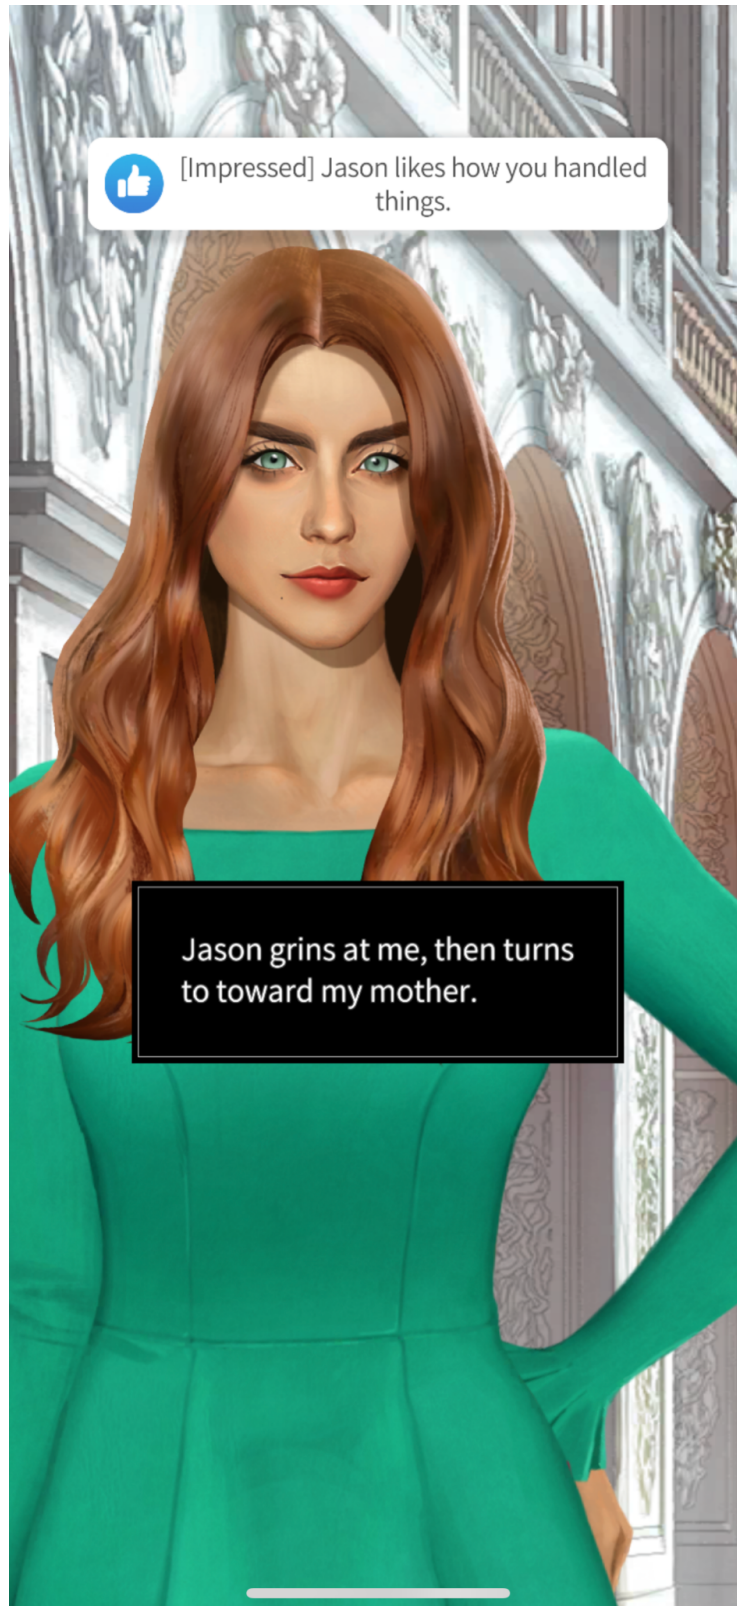 [Impressed] Jason likes how you handled
things.
Jason grins at me, then turns
to toward my mother.